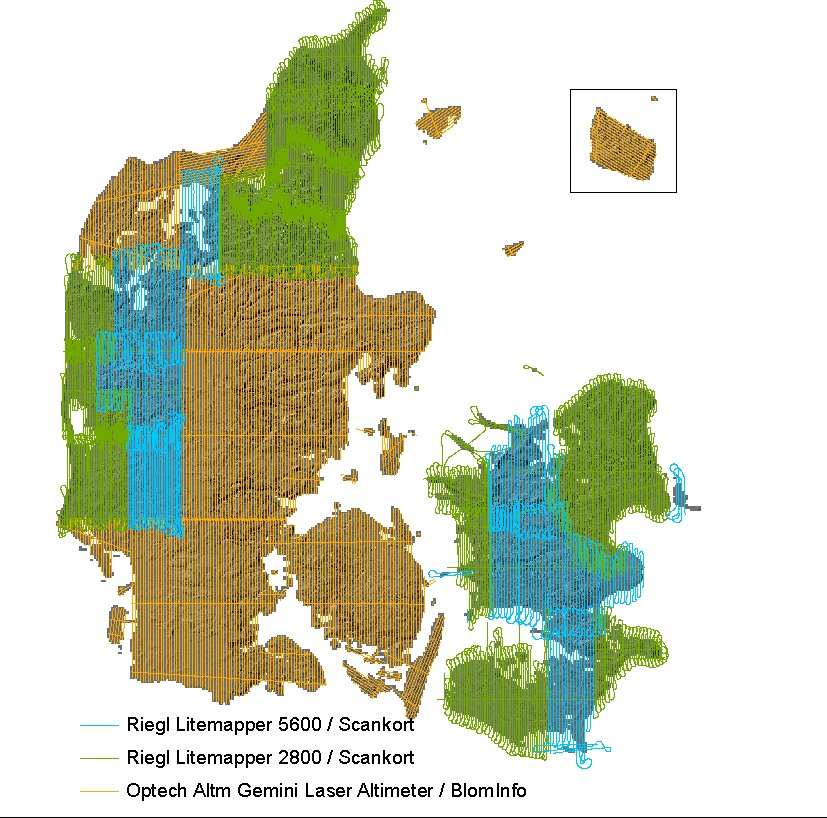 Riegl Litemapper 5600 / Scankort
Riegl Litemapper 2800 / Scankort
Optech Altm Gemini Laser Altimeter / BlomInfo